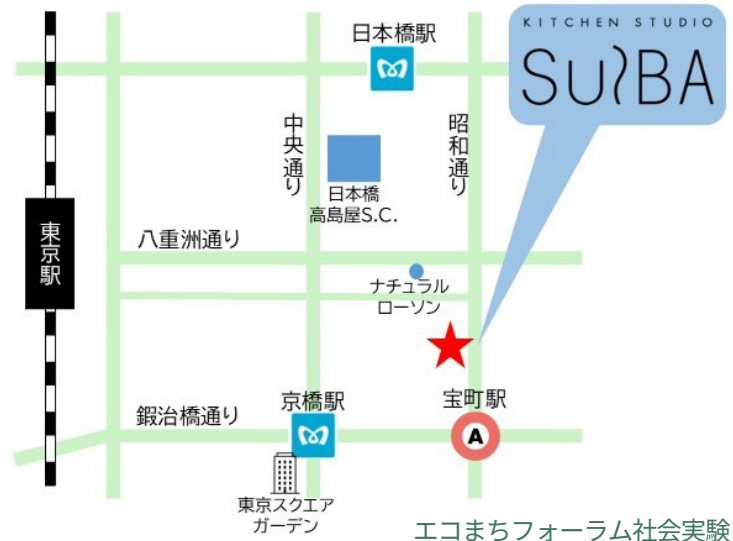 KITCHEN STUDIO
SUIBA
日本橋駅
中央通り
昭和通り
日本橋
高島屋S.C.
東京駅
八重洲通り
ナチュラル
ローソン
鍛治橋通り
京橋駅
宝町駅
A
東京スクエア
ガーデン
エコまちフォーラム社会実験